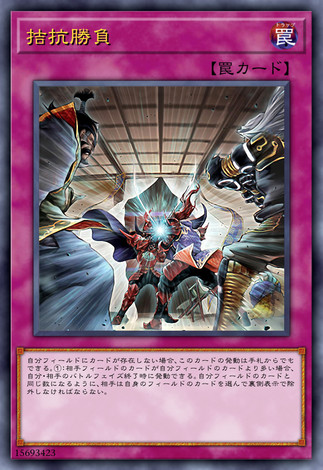 拮抗勝負
トラップ
罠
【罠カード】
自分フィールドにカードが存在しない場合、このカードの発動は手札からでも
できる。①:相手フィールドのカードが自分フィールドのカードより多い場合、
自分・相手のバトルフェイズ終了時に発動できる。自分フィールドのカードと
同じ数になるように、相手は自身のフィールドのカードを選んで裏側表示で除
外しなければならない。
15693423